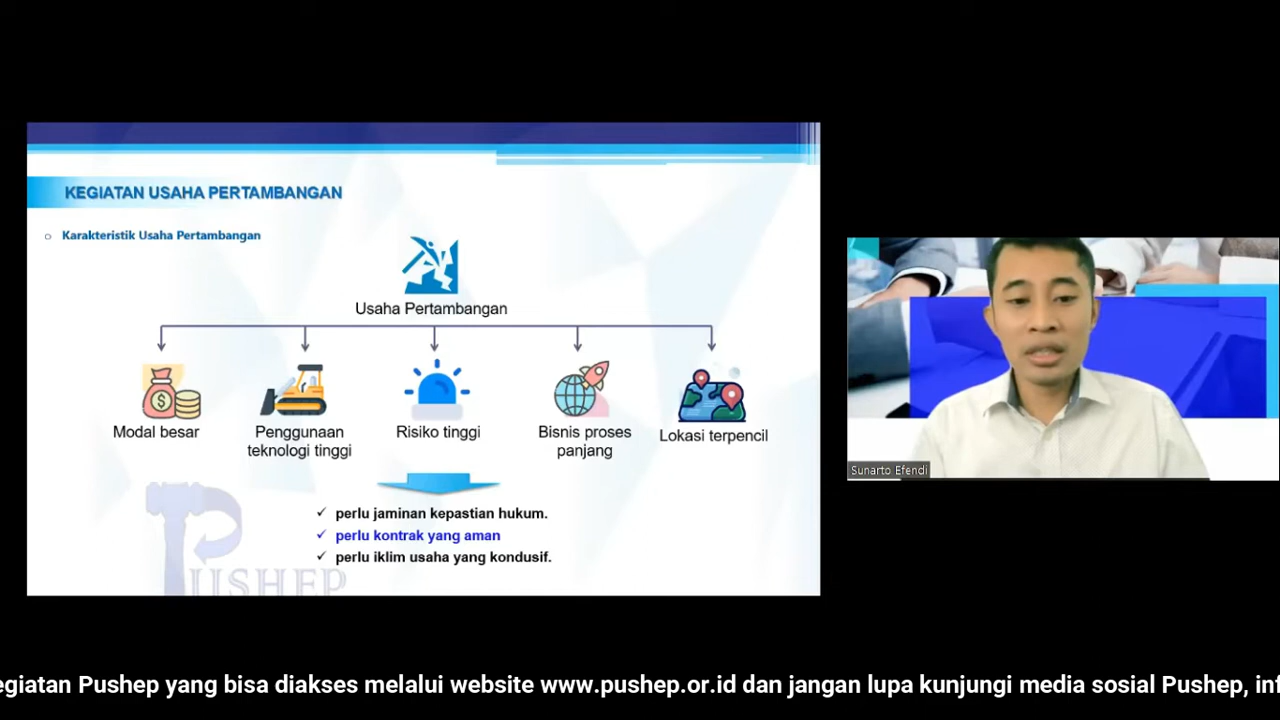 KEGIATAN USAHA PERTAMBANGAN
Karakteristik Usaha Pertambangan
Usaha Pertambangan
Modal besar
Penggunaan
teknologi tinggi
Risiko tinggi
Bisnis proses
panjang
Lokasi terpencil
perlu jaminan kepastian hukum.
perlu kontrak yang aman
perlu iklim usaha yang kondusif.
PUSHEP
Sunarto Efendi
egiatan Pushep yang bisa diakses melalui website www.pushep.or.id dan jangan lupa kunjungi media sosial Pushep, inf